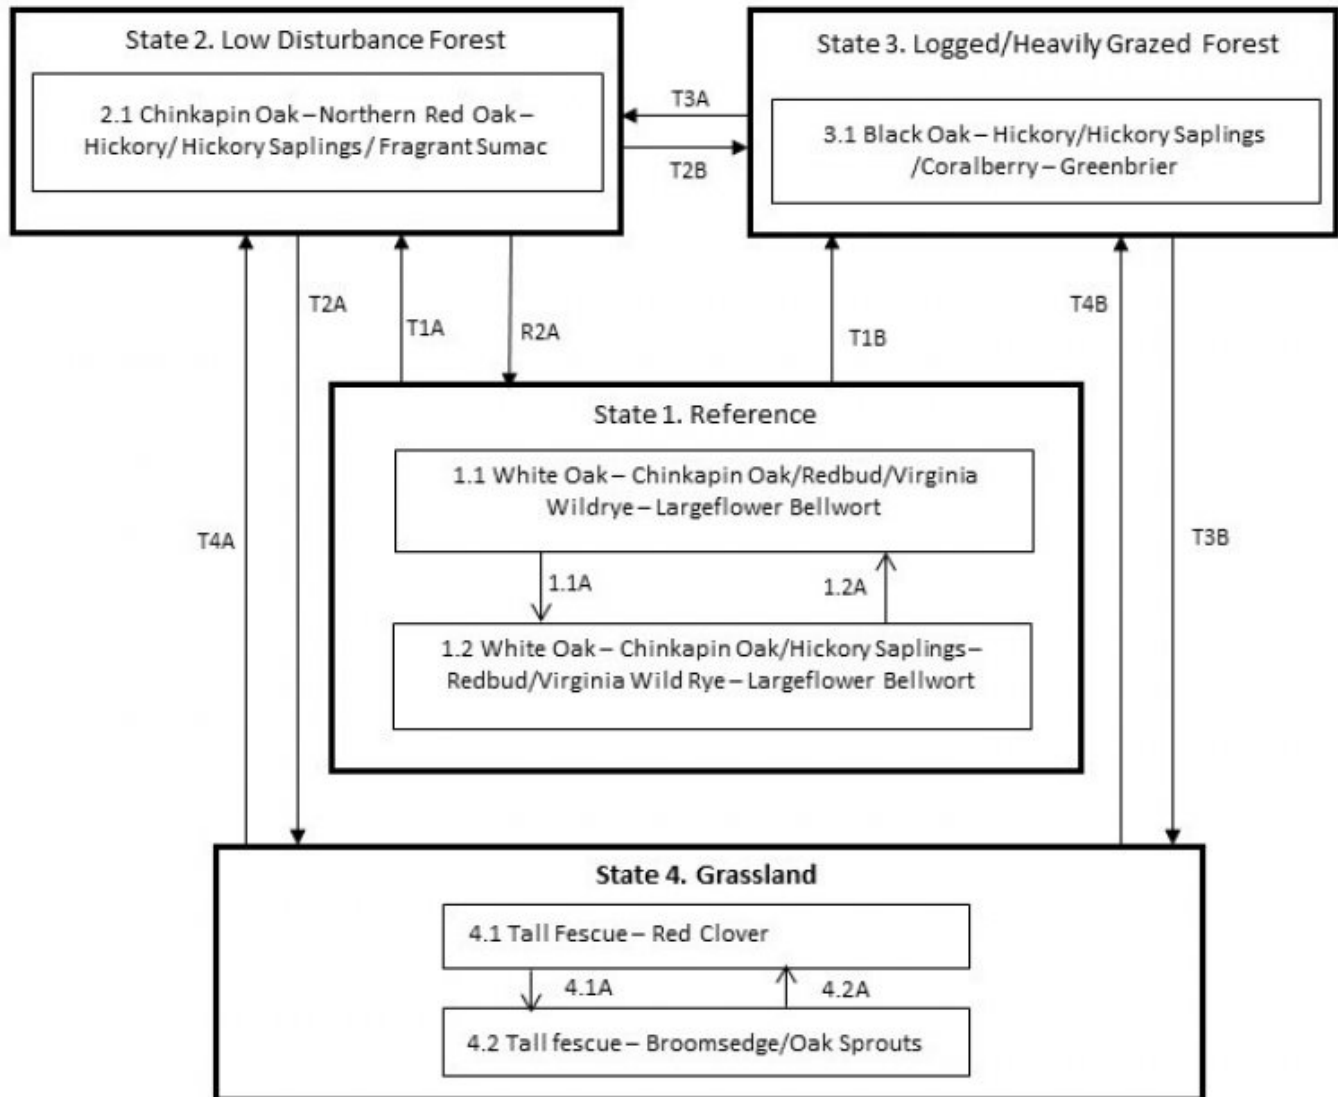 State 2. Low Disturbance Forest
2.1 Chinkapin Oak – Northern Red Oak –
Hickory/ Hickory Saplings / Fragrant Sumac
State 3. Logged/Heavily Grazed Forest
3.1 Black Oak – Hickory/Hickory Saplings
/Coralberry – Greenbrier
T3A
T2B
T2A
T1A
R2A
T1B
T4B
State 1. Reference
1.1 White Oak – Chinkapin Oak/Redbud/Virginia
Wildrye – Largeflower Bellwort
1.1A
1.2A
1.2 White Oak – Chinkapin Oak/Hickory Saplings–
Redbud/Virginia Wild Rye – Largeflower Bellwort
T4A
T3B
State 4. Grassland
4.1 Tall Fescue – Red Clover
4.1A
4.2A
4.2 Tall fescue – Broomsedge/Oak Sprouts